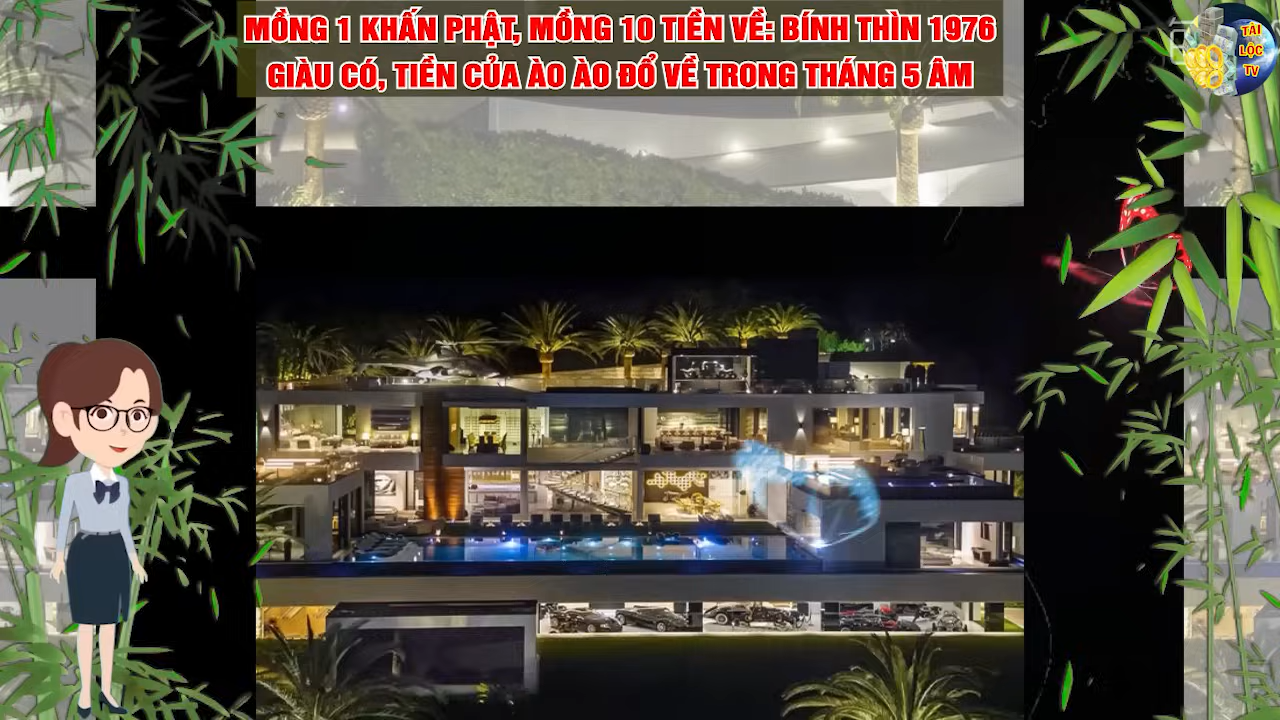 MỒNG 1 KHẤN PHẬT, MỒNG 10 TIỀN VỀ: BÍNH THÌN 1976
GIÀU CÓ, TIỀN CỦA ÀO ÀO ĐỔ VỀ TRONG THÁNG 5 ÂM
TÀI
LỘC
TV